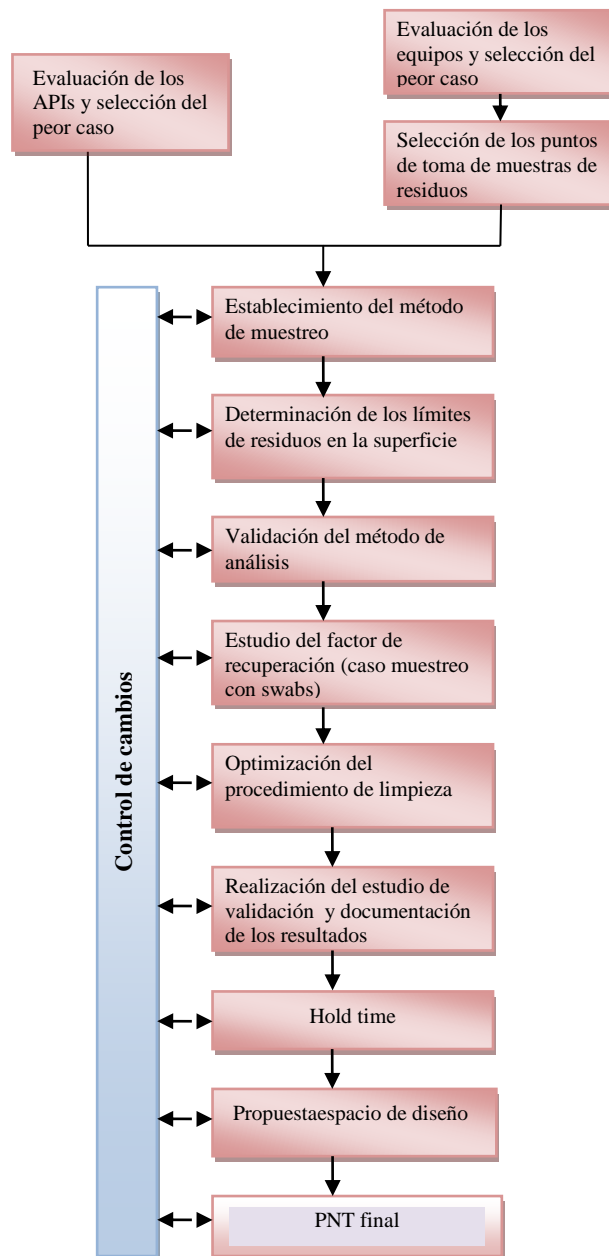 Evaluación de los
APIs y selección del
peor caso
Evaluación de los
equipos y selección del
peor caso
Selección de los puntos
de toma de muestras de
residuos
Control de cambios
Establecimiento del método
de muestreo
Determinación de los límites
de residuos en la superficie
Validación del método de
análisis
Estudio del factor de
recuperación (caso muestreo
con swabs)
Optimización del
procedimiento de limpieza
Realización del estudio de
validación y documentación
de los resultados
Hold time
Propuestaespacio de diseño
PNT final